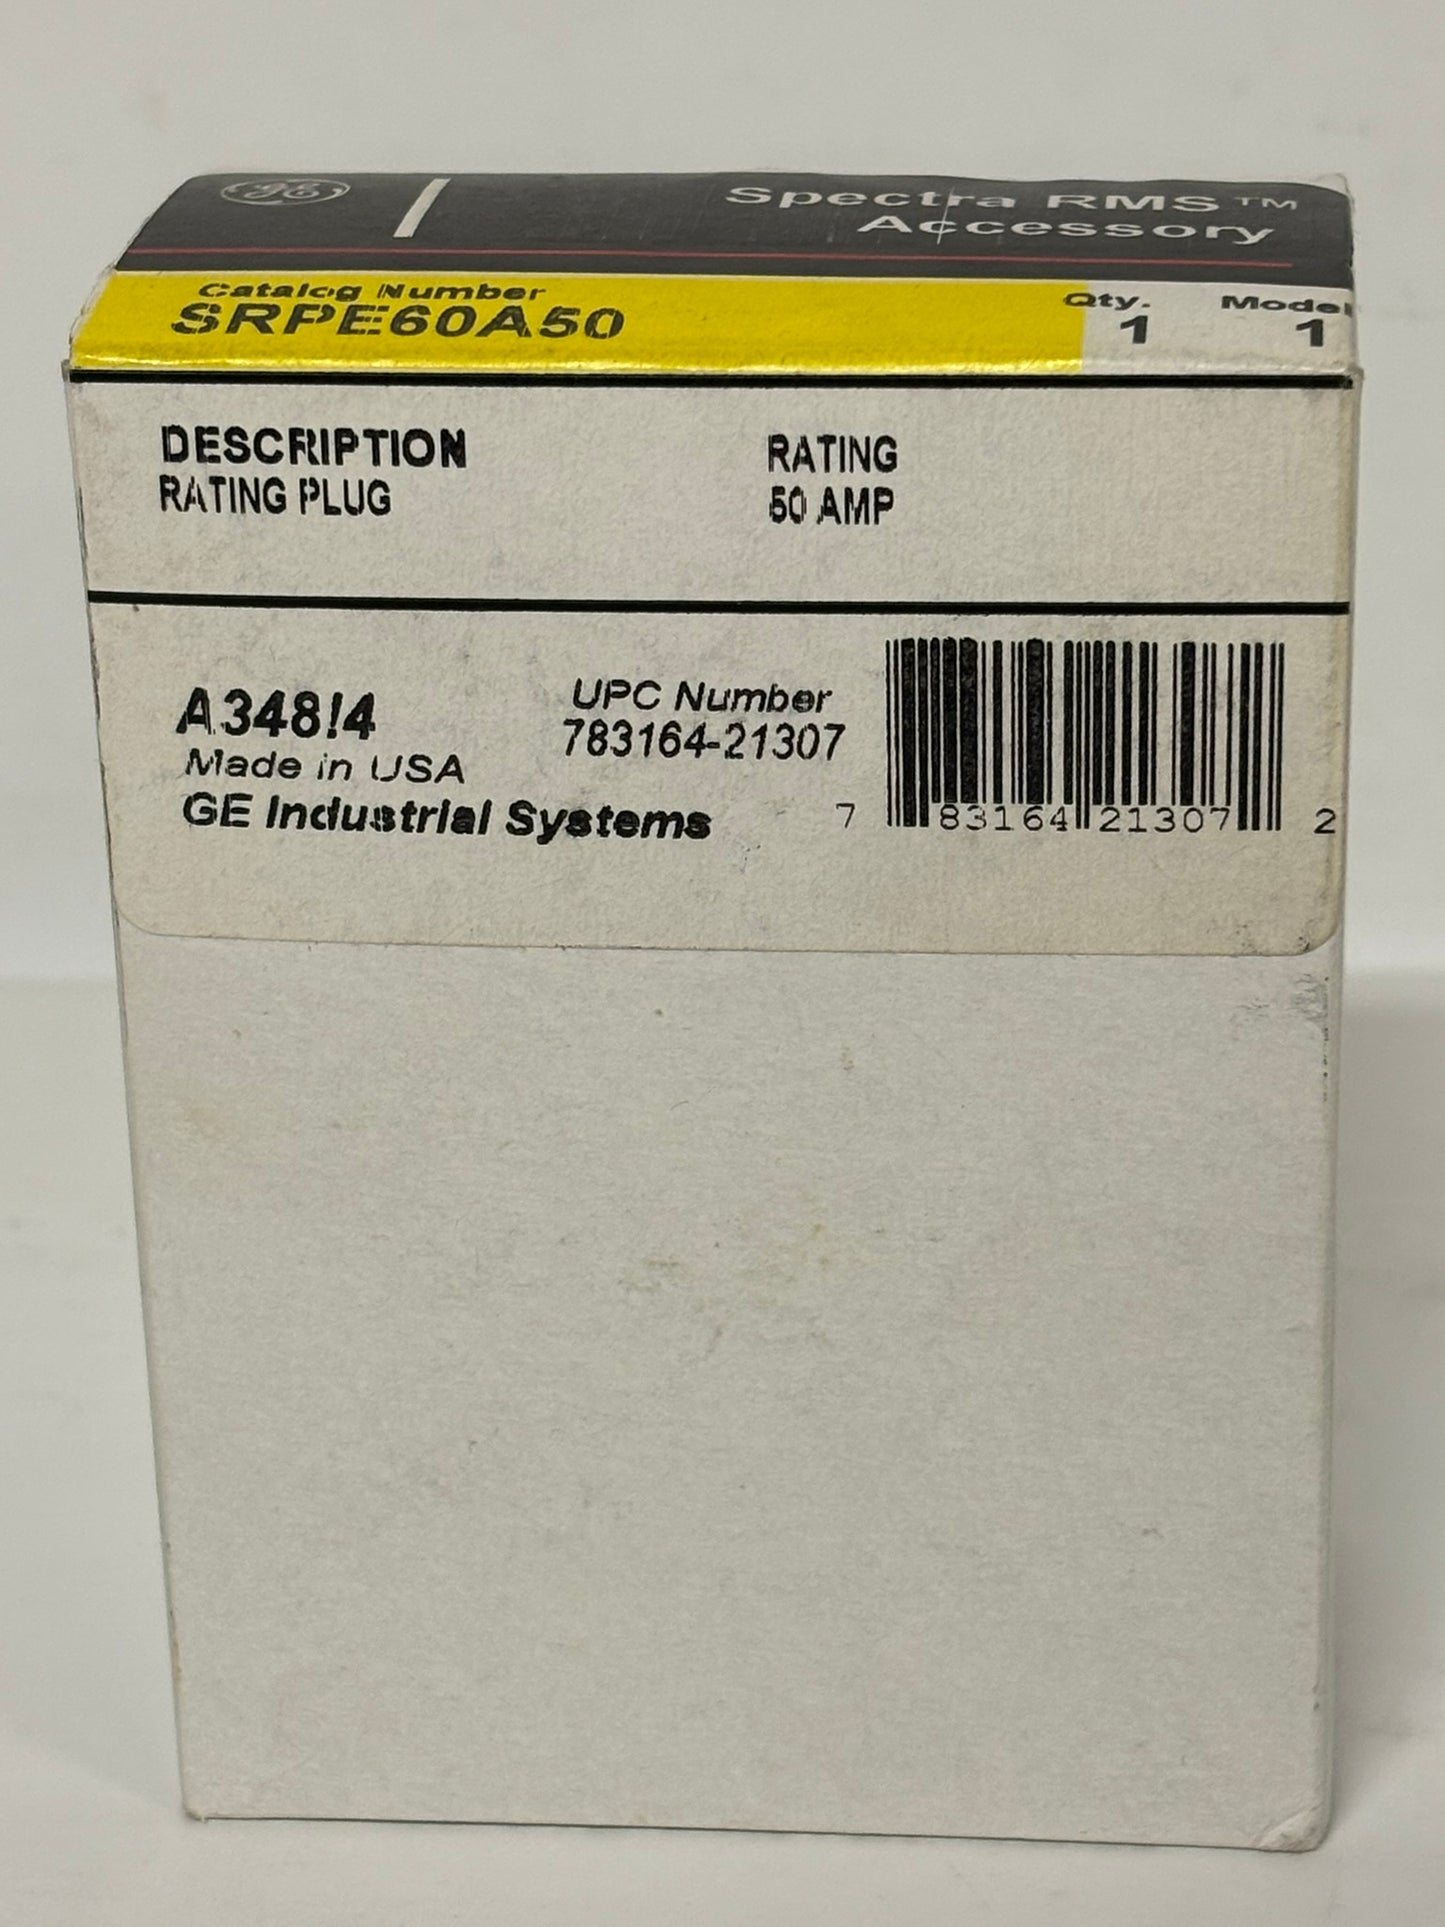 GE
Spectra RMS™
Accessory
Catalog Number
SRPE60A50
Qty.
1
Model
1
DESCRIPTION
RATING PLUG
RATING
50 AMP
A348!4
Made in USA
GE Industrial Systems
UPC Number
783164-21307
7 83164 21307 2